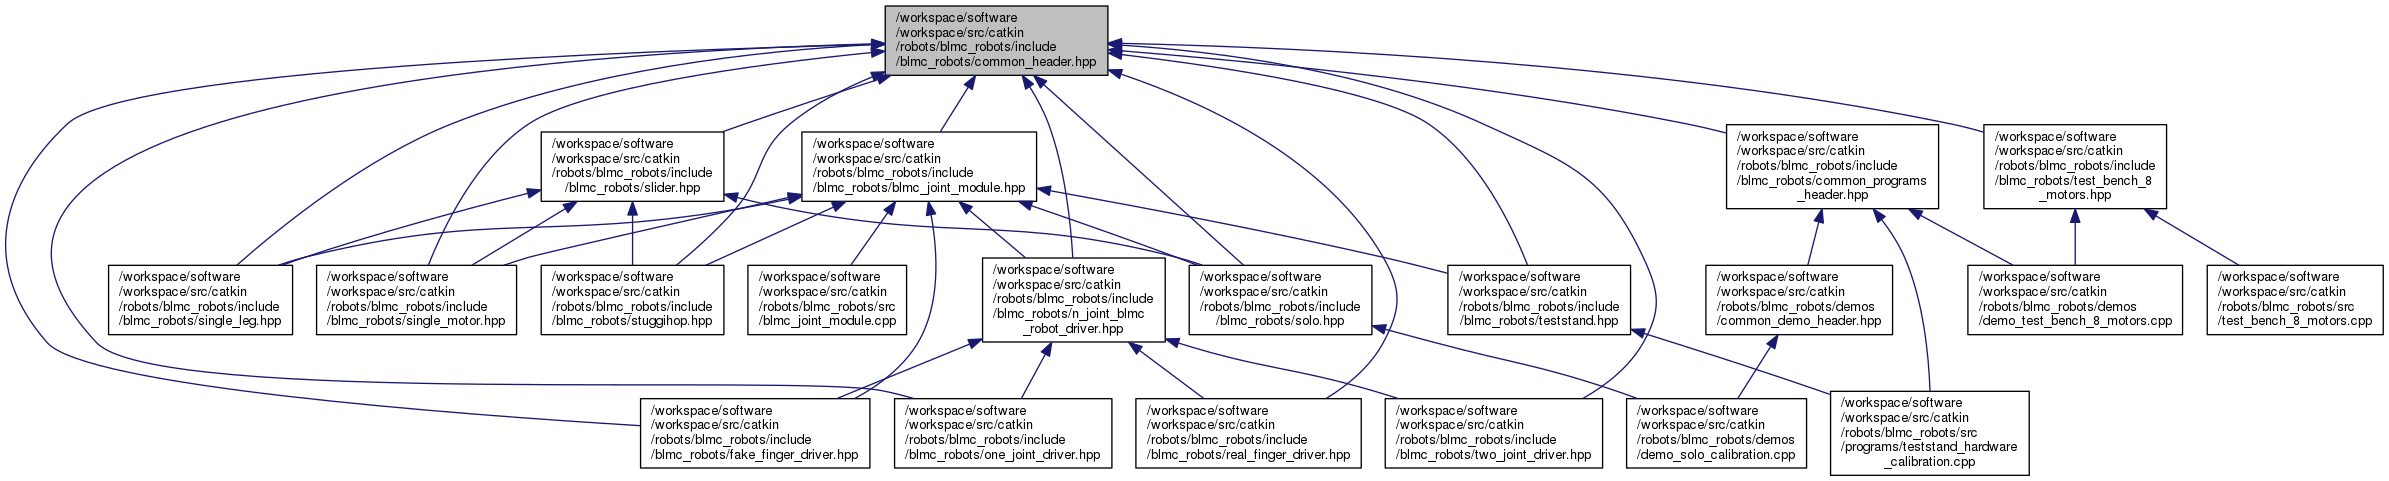 /workspace/software
/workspace/src/catkin
/robots/blmc_robots/include
/blmc_robots/common_header.hpp
/workspace/software
/workspace/src/catkin
/robots/blmc_robots/include
/blmc_robots/slider.hpp
/workspace/software
/workspace/src/catkin
/robots/blmc_robots/include
/blmc_robots/blmc_joint_module.hpp
/workspace/software
/workspace/src/catkin
/robots/blmc_robots/include
/blmc_robots/common_programs
_header.hpp
/workspace/software
/workspace/src/catkin
/robots/blmc_robots/include
/blmc_robots/test_bench_8
_motors.hpp
/workspace/software
/workspace/src/catkin
/robots/blmc_robots/include
/blmc_robots/single_leg.hpp
/workspace/software
/workspace/src/catkin
/robots/blmc_robots/include
/blmc_robots/single_motor.hpp
/workspace/software
/workspace/src/catkin
/robots/blmc_robots/include
/blmc_robots/stuggihop.hpp
/workspace/software
/workspace/src/catkin
/robots/blmc_robots/src
/blmc_joint_module.cpp
/workspace/software
/workspace/src/catkin
/robots/blmc_robots/include
/blmc_robots/n_joint_blmc
_robot_driver.hpp
/workspace/software
/workspace/src/catkin
/robots/blmc_robots/include
/blmc_robots/solo.hpp
/workspace/software
/workspace/src/catkin
/robots/blmc_robots/include
/blmc_robots/teststand.hpp
/workspace/software
/workspace/src/catkin
/robots/blmc_robots/demos
/common_demo_header.hpp
/workspace/software
/workspace/src/catkin
/robots/blmc_robots/demos
/demo_test_bench_8_motors.cpp
/workspace/software
/workspace/src/catkin
/robots/blmc_robots/src
/test_bench_8_motors.cpp
/workspace/software
/workspace/src/catkin
/robots/blmc_robots/include
/blmc_robots/fake_finger_driver.hpp
/workspace/software
/workspace/src/catkin
/robots/blmc_robots/include
/blmc_robots/one_joint_driver.hpp
/workspace/software
/workspace/src/catkin
/robots/blmc_robots/include
/blmc_robots/real_finger_driver.hpp
/workspace/software
/workspace/src/catkin
/robots/blmc_robots/include
/blmc_robots/two_joint_driver.hpp
/workspace/software
/workspace/src/catkin
/robots/blmc_robots/demos
/demo_solo_calibration.cpp
/workspace/software
/workspace/src/catkin
/robots/blmc_robots/src
/programs/teststand_hardware
_calibration.cpp